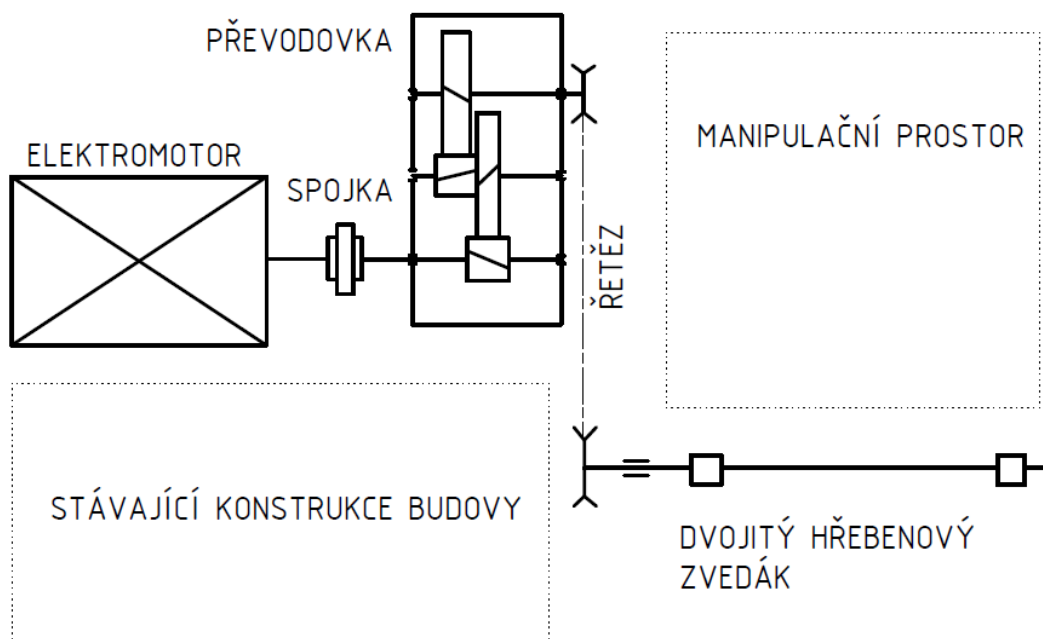 PŘEVODOVKA
ELEKTROMOTOR
SPOJKA
MANIPULAČNÍ PROSTOR
ŘETĚZ
STÁVAJÍCÍ KONSTRUKCE BUDOVY
DVOJITÝ HŘEBENOVÝ
ZVEDÁK